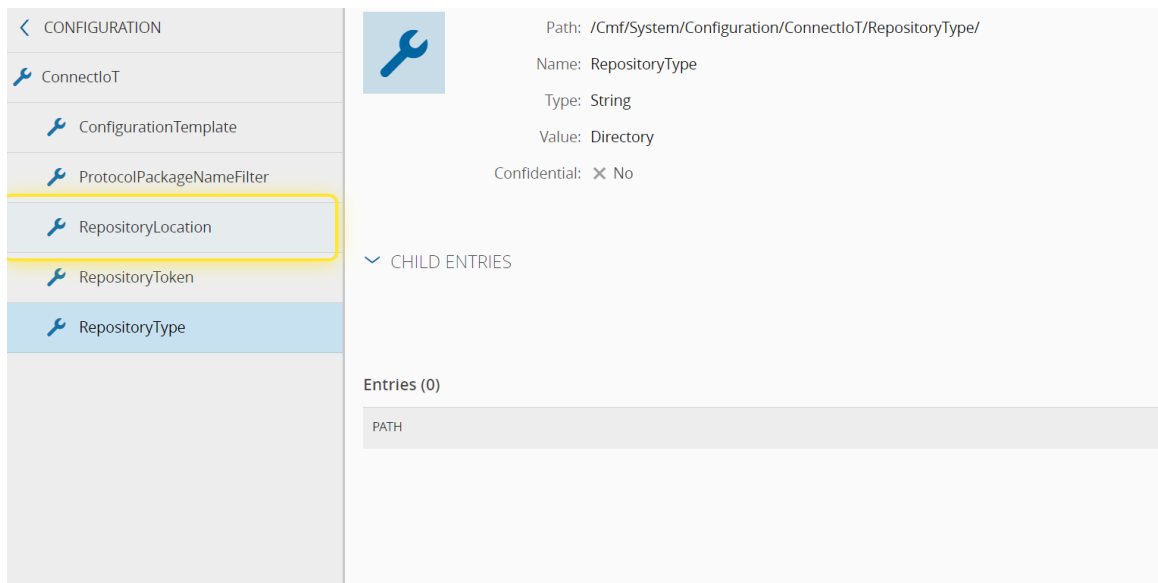 CONFIGURATION
ConnectIoT
ConfigurationTemplate
ProtocolPackageNameFilter
RepositoryLocation
RepositoryToken
RepositoryType
Path: /Cmf/System/Configuration/ConnectIoT/RepositoryType/
Name: RepositoryType
Type: String
Value: Directory
Confidential: No
CHILD ENTRIES
Entries (0)
PATH